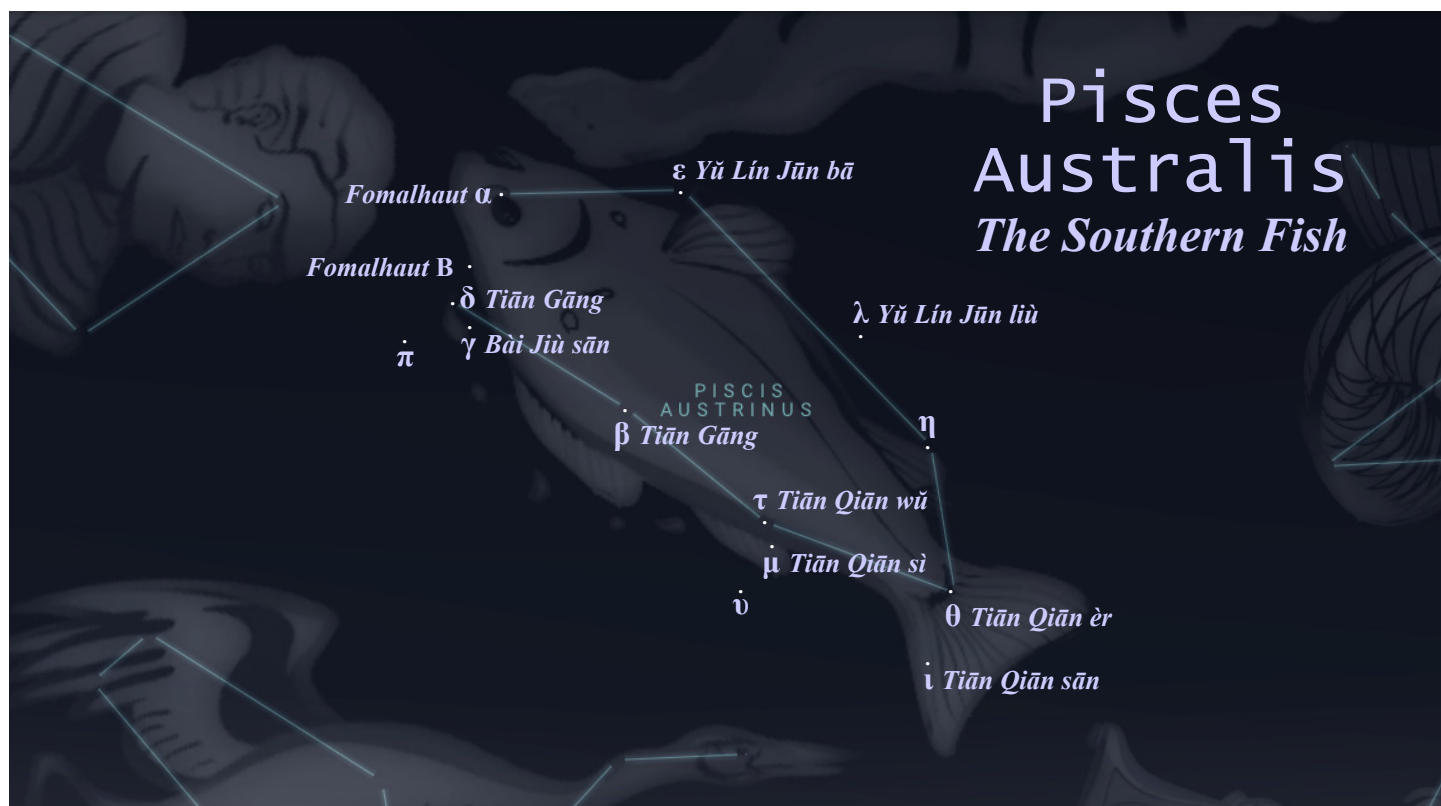 Pisces
Australis
The Southern Fish
ε Yŭ Lín Jūn bā
Fomalhaut α
Fomalhaut B
δ Tiān Gāng
λ Yŭ Lín Jūn liù
γ Bài Jiù sān
π
PISCIS
AUSTRINUS
η
β Tiān Gāng
τ Tiān Qiān wŭ
μ Tiān Qiān sì
υ
θ Tiān Qiān èr
ι Tiān Qiān sān